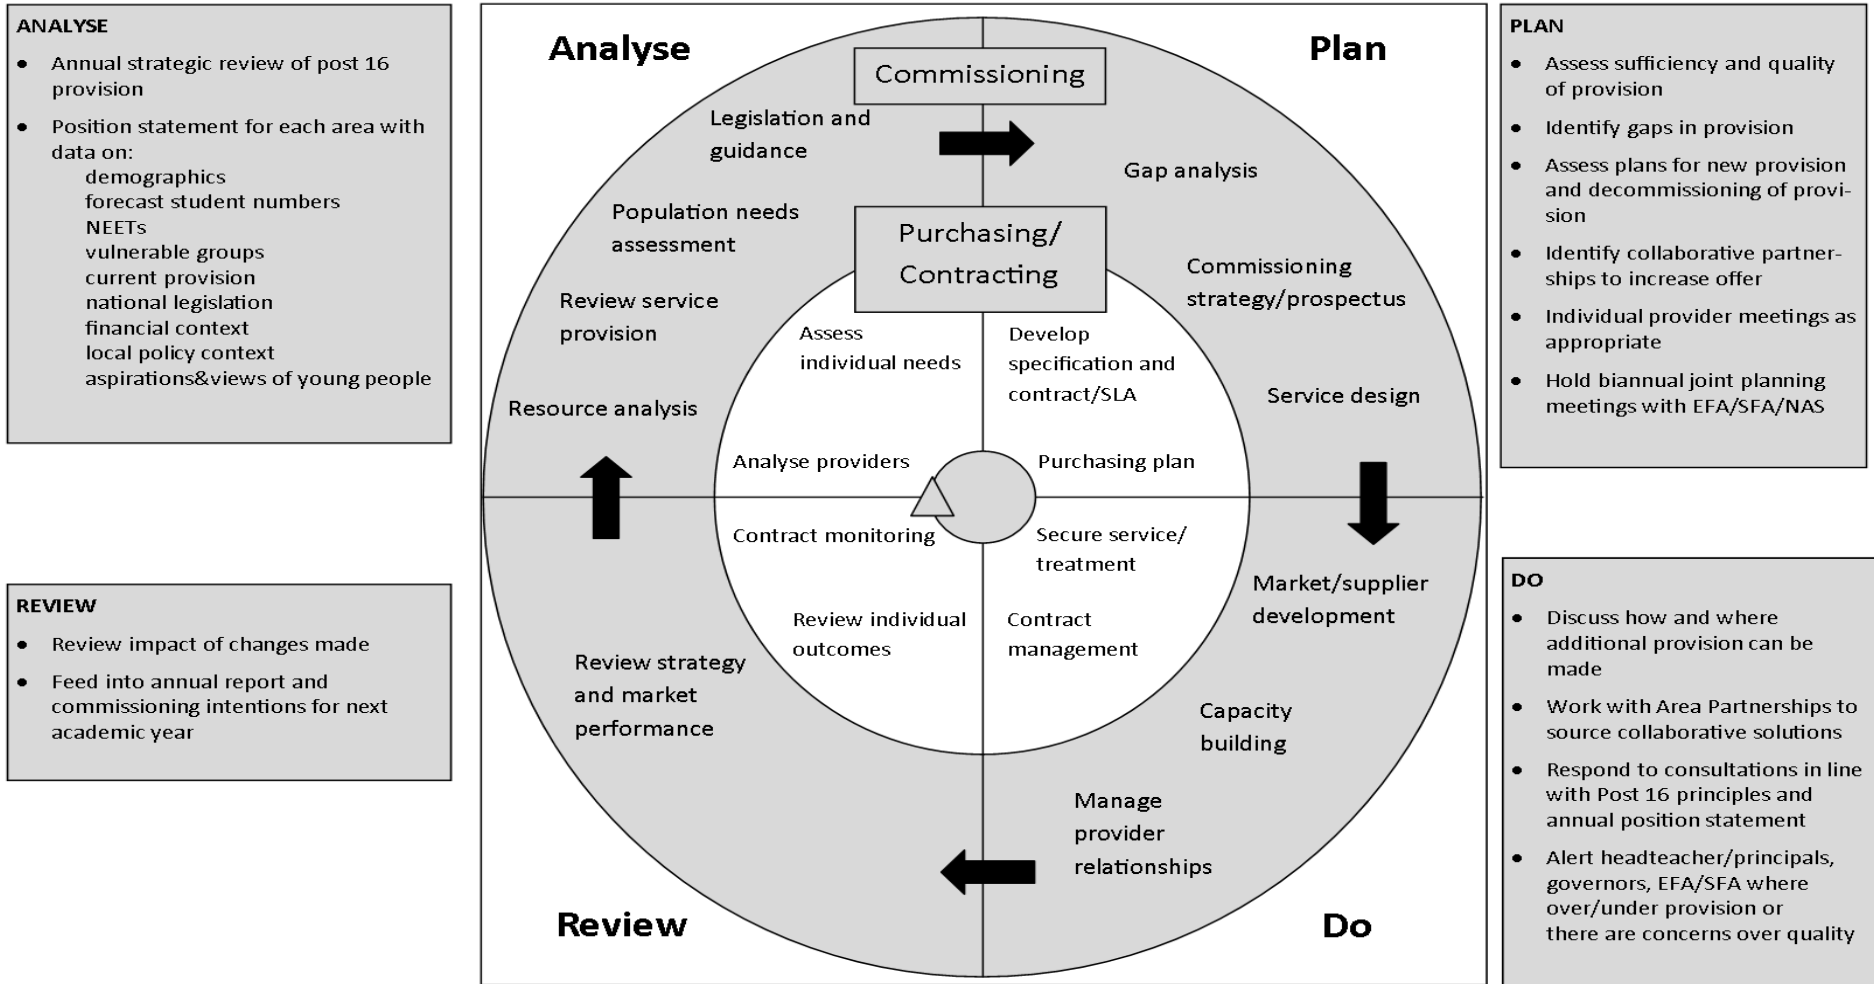 ANALYSE
• Annual strategic review of post 16
provision
• Position statement for each area with
data on:
demographics
forecast student numbers
NEETs
vulnerable groups
current provision
national legislation
financial context
local policy context
aspirations&views of young people
REVIEW
• Review impact of changes made
• Feed into annual report and
commissioning intentions for next
academic year
Analyse
Plan
Commissioning
Legislation and
guidance
Population needs
assessment
Review service
provision
Resource analysis
Gap analysis
Commissioning
strategy/prospectus
Service design
Purchasing/
Contracting
Assess
individual needs
Analyse providers
Develop
specification and
contract/SLA
Purchasing plan
Contract monitoring
Review individual
outcomes
Secure service/
treatment
Contract
management
Review strategy
and market
performance
Market/supplier
development
Capacity
building
Manage
provider
relationships
Review
Do
PLAN
• Assess sufficiency and quality
of provision
• Identify gaps in provision
• Assess plans for new provision
and decommissioning of provi-
sion
• Identify collaborative partner-
ships to increase offer
• Individual provider meetings as
appropriate
• Hold biannual joint planning
meetings with EFA/SFA/NAS
DO
• Discuss how and where
additional provision can be
made
• Work with Area Partnerships to
source collaborative solutions
• Respond to consultations in line
with Post 16 principles and
annual position statement
• Alert headteacher/principals,
governors, EFA/SFA where
over/under provision or
there are concerns over quality